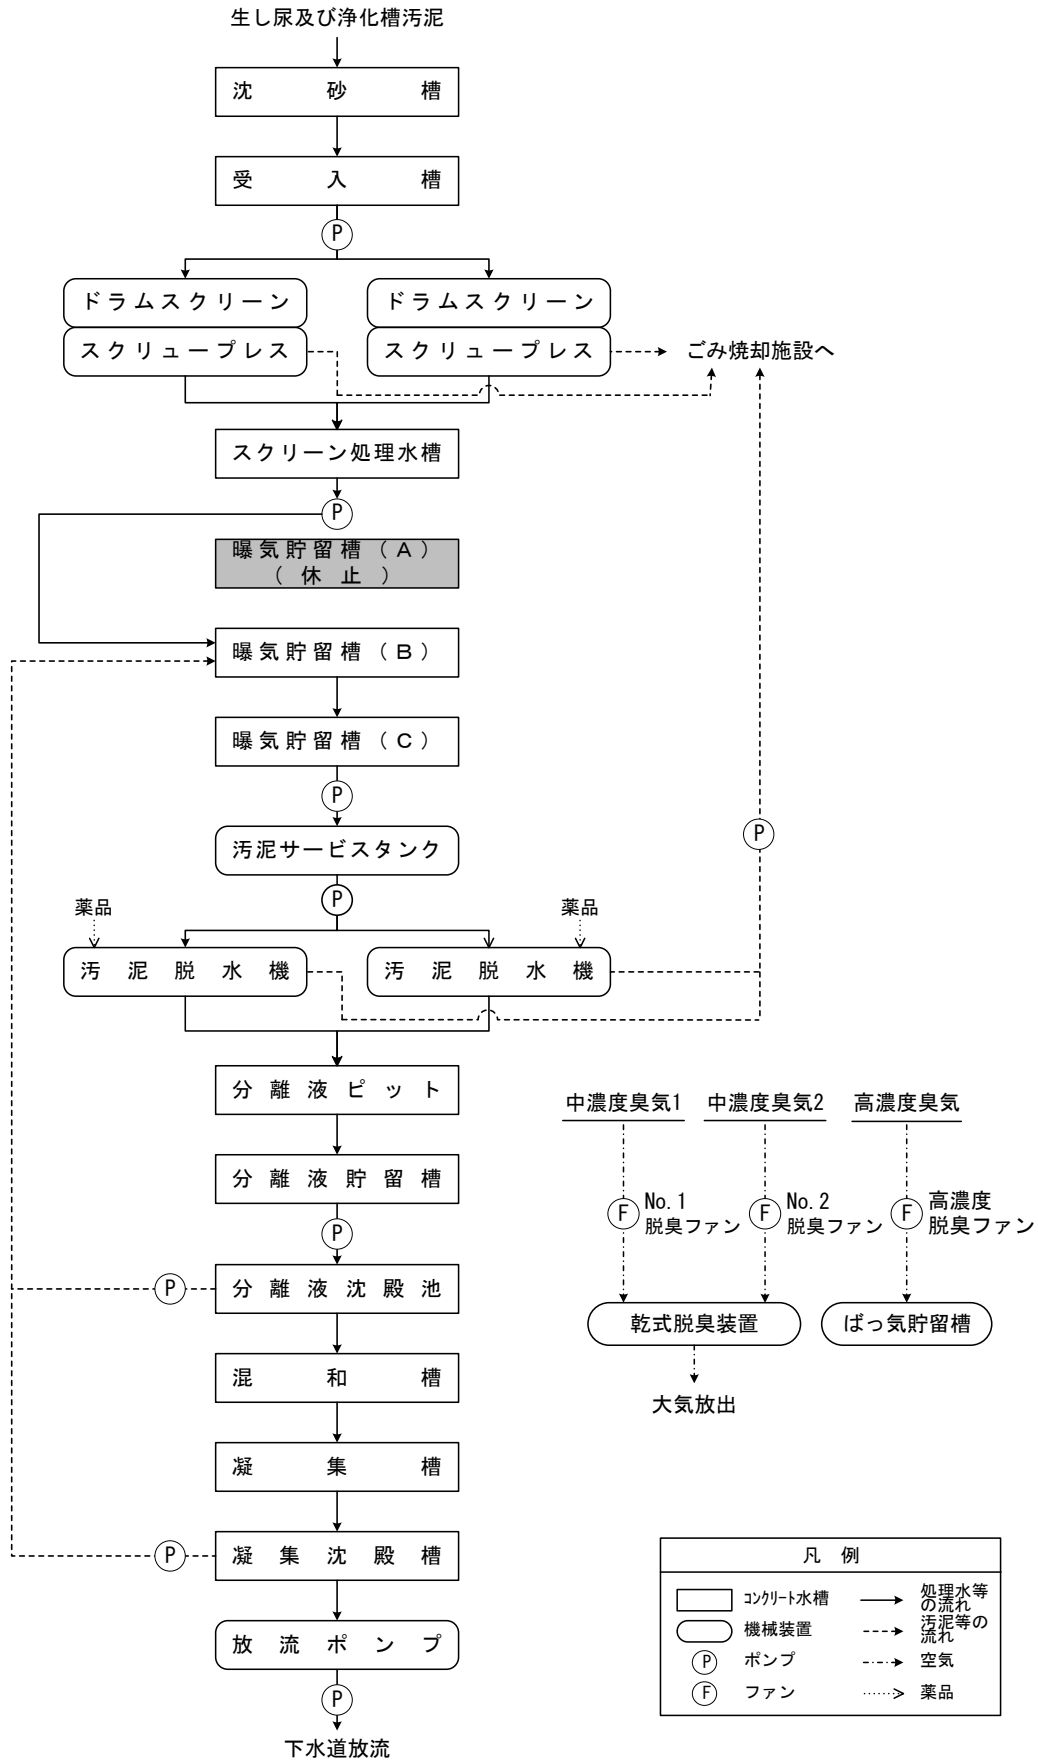 生し尿及び浄化槽汚泥
沈砂槽
受入槽
P
ドラムスクリーン
ドラムスクリーン
スクリュープレス
スクリュープレス
ごみ焼却施設へ
スクリーン処理水槽
P
曝気貯留槽（A）
（休止）
曝気貯留槽（B）
曝気貯留槽（C）
P
P
汚泥サービスタンク
P
薬品
薬品
汚泥脱水機
汚泥脱水機
分離液ピット
分離液貯留槽
P
P
分離液沈殿池
混和槽
凝集槽
P
凝集沈殿槽
放流ポンプ
P
下水道放流
中濃度臭気1
中濃度臭気2
高濃度臭気
F
No.1
脱臭ファン
F
No.2
脱臭ファン
F
高濃度
脱臭ファン
乾式脱臭装置
ばっ気貯留槽
大気放出
凡例
ｺﾝｸﾘｰﾄ水槽
処理水等
の流れ
機械装置
汚泥等の
流れ
P
ポンプ
空気
F
ファン
薬品